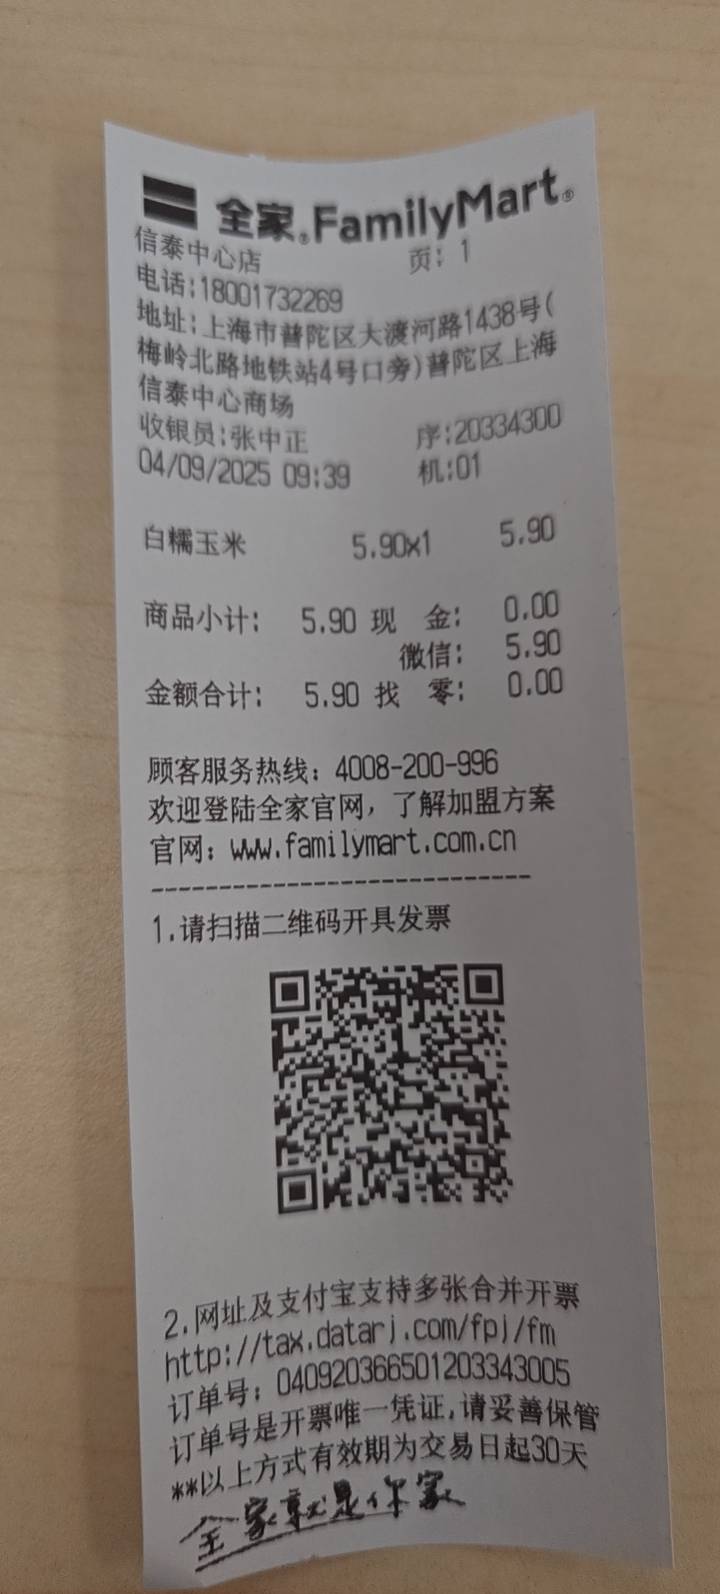 全家®FamilyMart®
信泰中心店 页: 1
电话:18001732269
地址:上海市普陀区大渡河路1438号(
梅岭北路地铁站4号口旁)普陀区上海
信泰中心商场
收银员:张中正 序:20334300
04/09/2025 09:39 机:01
白糯玉米 5.90x1 5.90
商品小计: 5.90 现 金: 0.00
微信: 5.90
金额合计: 5.90 找 零: 0.00
顾客服务热线: 4008-200-996
欢迎登陆全家官网,了解加盟方案
官网: www.familymart.com.cn
------------------------------
1.请扫描二维码开具发票
2.网址及支付宝支持多张合并开票
http://tax.datarj.com/fpj/fm
订单号: 040920366501203343005
订单号是开票唯一凭证,请妥善保管
**以上方式有效期为交易日起30天
全家就是你家